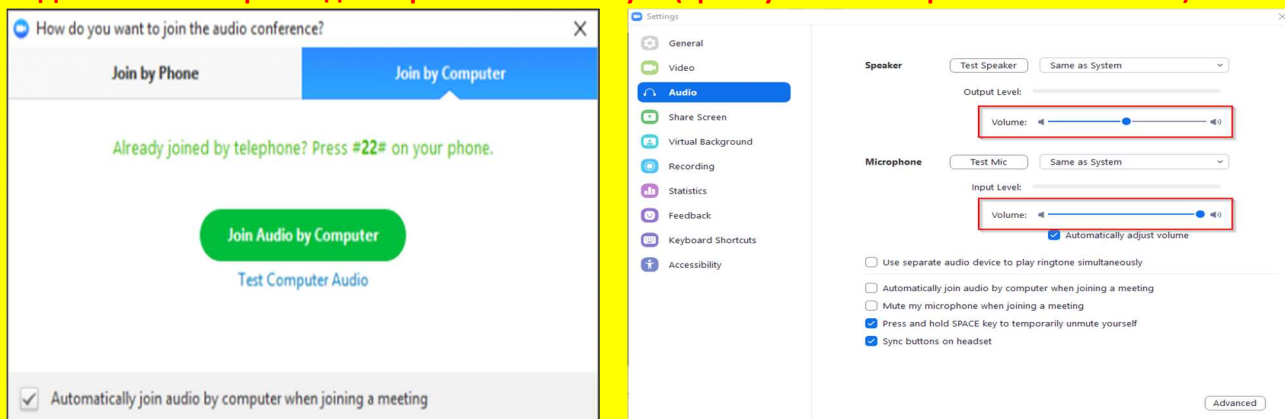 How do you want to join the audio conference?
Join by Phone
Join by Computer
Already joined by telephone? Press #22# on your phone.
Join Audio by Computer
Test Computer Audio
Automatically join audio by computer when joining a meeting
Settings
General
Video
Audio
Share Screen
Virtual Background
Recording
Statistics
Feedback
Keyboard Shortcuts
Accessibility
Speaker Test Speaker Same as System
Output Level:
Volume:
Microphone Test Mic Same as System
Input Level:
Volume:
Automatically adjust volume
Use separate audio device to play ringtone simultaneously
Automatically join audio by computer when joining a meeting
Mute my microphone when joining a meeting
Press and hold SPACE key to temporarily unmute yourself
Sync buttons on headset
Advanced